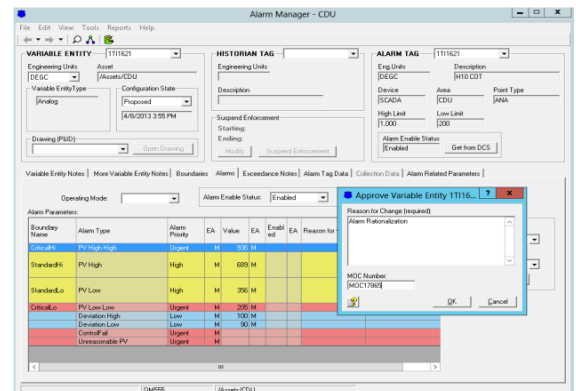 Alarm Manager - CDU
File Edit View Tools Reports Help
VARIABLE ENTITY 1TI1621
Engineering Units Asset
DEGC /Assets/CDU
Variable EntityType
Analog
Configuration State
Proposed
4/8/2013 3:55 PM
Drawing (PMD)
Open Drawing
HISTORIAN TAG
Engineering Units
Description
Suspend Enforcement
Starting:
Ending:
Modify Suspend Enforcement
ALARM TAG 1TI1621
Eng.Units Description
DEGC H10 COT
Device Area Point Type
SCADA CDU ANA
High Limit Low Limit
1,000 200
Alarm Enable Status
Enabled Get from DCS
Variable Entity Notes More Variable Entity Notes Boundaries Alarms Exceedance Notes Alarm Tag Data Collection Data Alarm Related Parameters
Operating Mode: Alarm Enable Status: Enabled
Alarm Parameters:
Boundary Name Alarm Type Alarm Priority EA Value EA Enabled EA Reason for
CriticalHi PV High High Urgent M 936 M
StandardHi PV High High M 689 M
StandardLo PV Low High M 356 M
CriticalLo PV Low Low Urgent M 205 M
Deviation High Low M 100 M
Deviation Low Low M 90 M
ControlFail Urgent M
Unreasonable PV Urgent M
Approve Variable Entity 1TI16... ? x
Reason for Change (required):
Alarm Rationalization
MOC Number:
MOC17865
OK Cancel
/Assets/CDU